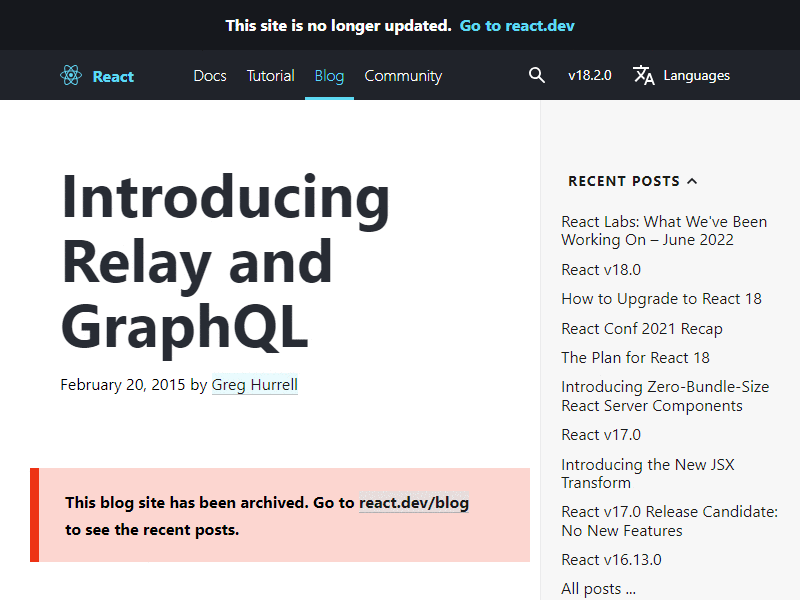 This site is no longer updated. Go to react.dev
React Docs Tutorial Blog Community v18.2.0 Languages
Introducing
Relay and
GraphQL
February 20, 2015 by Greg Hurrell
This blog site has been archived. Go to react.dev/blog
to see the recent posts.
RECENT POSTS
React Labs: What We've Been
Working On – June 2022
React v18.0
How to Upgrade to React 18
React Conf 2021 Recap
The Plan for React 18
Introducing Zero-Bundle-Size
React Server Components
React v17.0
Introducing the New JSX
Transform
React v17.0 Release Candidate:
No New Features
React v16.13.0
All posts ...